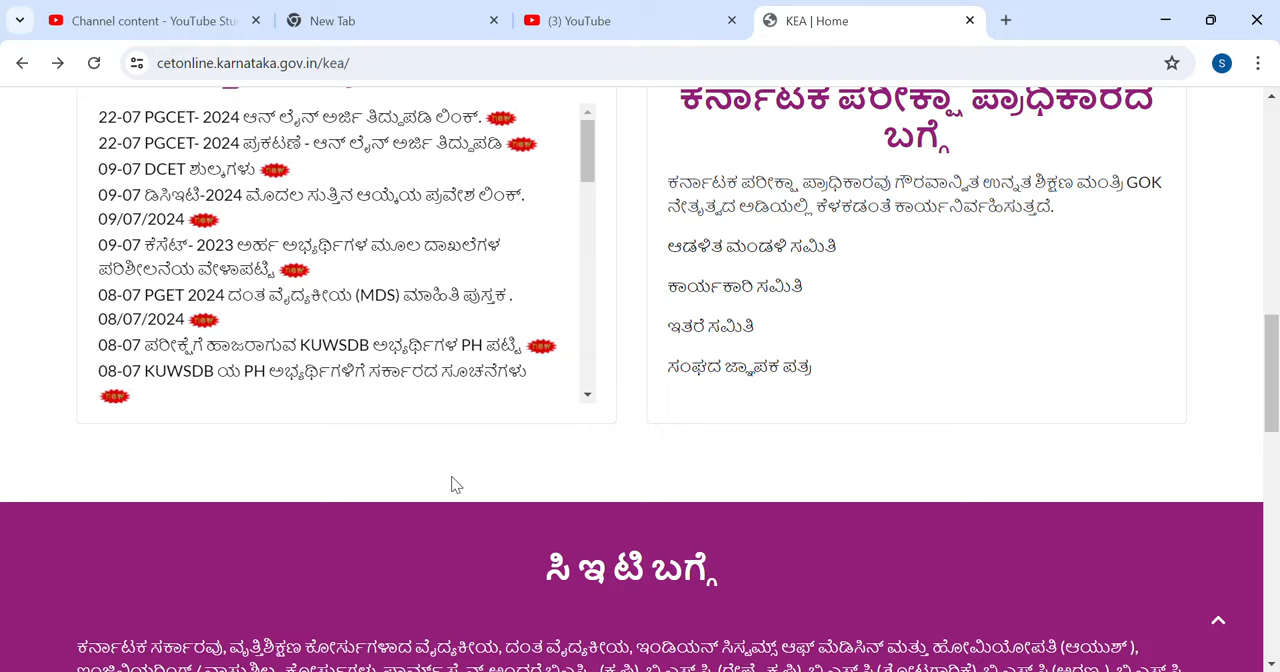 Channel content - YouTube Stu
New Tab
(3) YouTube
KEA | Home
cetonline.karnataka.gov.in/kea/
S
22-07 PGCET- 2024 ಆನ್ ಲೈನ್ ಅರ್ಜಿ ತಿದ್ದುಪಡಿ ಲಿಂಕ್.
22-07 PGCET- 2024 ಪ್ರಕಟಣೆ - ಆನ್ ಲೈನ್ ಅರ್ಜಿ ತಿದ್ದುಪಡಿ
09-07 DCET ಶುಲ್ಕಗಳು
09-07 ಡಿಸಿಇಟಿ-2024 ಮೊದಲ ಸುತ್ತಿನ ಆಯ್ಕೆಯ ಪ್ರವೇಶ ಲಿಂಕ್.
09/07/2024
09-07 ಕೆಸೆಟ್- 2023 ಅರ್ಹ ಅಭ್ಯರ್ಥಿಗಳ ಮೂಲ ದಾಖಲೆಗಳ
ಪರಿಶೀಲನೆಯ ವೇಳಾಪಟ್ಟಿ
08-07 PGET 2024 ದಂತ ವೈದ್ಯಕೀಯ (MDS) ಮಾಹಿತಿ ಪುಸ್ತಕ .
08/07/2024
08-07 ಪರೀಕ್ಷೆಗೆ ಹಾಜರಾಗುವ KUWSDB ಅಭ್ಯರ್ಥಿಗಳ PH ಪಟ್ಟಿ
08-07 KUWSDB ಯ PH ಅಭ್ಯರ್ಥಿಗಳಿಗೆ ಸರ್ಕಾರದ ಸೂಚನೆಗಳು
ಕರ್ನಾಟಕ ಪರೀಕ್ಷಾ ಪ್ರಾಧಿಕಾರದ
ಬಗ್ಗೆ
ಕರ್ನಾಟಕ ಪರೀಕ್ಷಾ ಪ್ರಾಧಿಕಾರವು ಗೌರವಾನ್ವಿತ ಉನ್ನತ ಶಿಕ್ಷಣ ಮಂತ್ರಿ GOK
ನೇತೃತ್ವದ ಅಡಿಯಲ್ಲಿ ಕೆಳಕಡಂತೆ ಕಾರ್ಯನಿರ್ವಹಿಸುತ್ತದೆ.
ಆಡಳಿತ ಮಂಡಳಿ ಸಮಿತಿ
ಕಾರ್ಯಕಾರಿ ಸಮಿತಿ
ಇತರೆ ಸಮಿತಿ
ಸಂಘದ ಜ್ಞಾಪಕ ಪತ್ರ
ಸಿ ಇ ಟಿ ಬಗ್ಗೆ
ಕರ್ನಾಟಕ ಸರ್ಕಾರವು, ವೃತ್ತಿಶಿಕ್ಷಣ ಕೋರ್ಸುಗಳಾದ ವೈದ್ಯಕೀಯ, ದಂತ ವೈದ್ಯಕೀಯ, ಇಂಡಿಯನ್ ಸಿಸ್ಟಮ್ಸ್ ಆಫ್ ಮೆಡಿಸಿನ್ ಮತ್ತು ಹೋಮಿಯೋಪತಿ (ಆಯುಶ್ ),